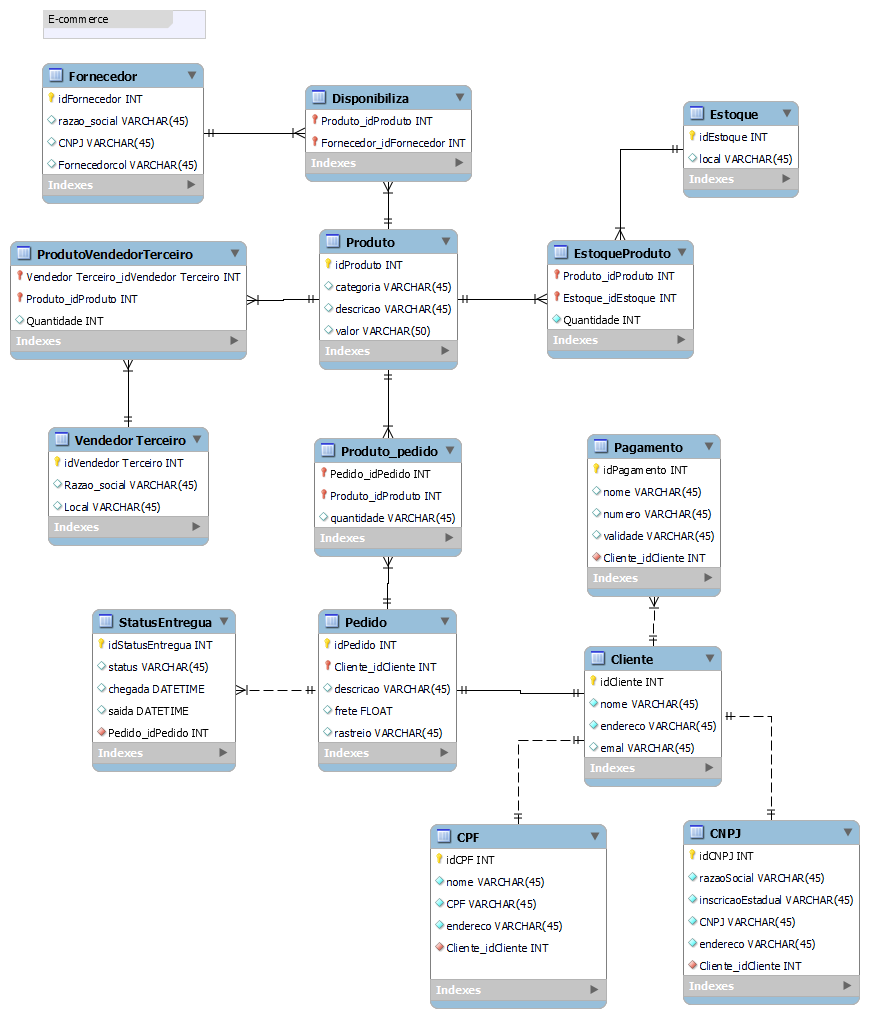 E-commerce
Fornecedor
idFornecedor INT
razao_social VARCHAR(45)
CNPJ VARCHAR(45)
Fornecedorcol VARCHAR(45)
Indexes
Disponibiliza
Produto_idProduto INT
Fornecedor_idFornecedor INT
Indexes
Estoque
idEstoque INT
local VARCHAR(45)
Indexes
ProdutoVendedorTerceiro
Vendedor Terceiro_idVendedor Terceiro INT
Produto_idProduto INT
Quantidade INT
Indexes
Produto
idProduto INT
categoria VARCHAR(45)
descricao VARCHAR(45)
valor VARCHAR(50)
Indexes
EstoqueProduto
Produto_idProduto INT
Estoque_idEstoque INT
Quantidade INT
Indexes
Vendedor Terceiro
idVendedor Terceiro INT
Razao_social VARCHAR(45)
Local VARCHAR(45)
Indexes
Produto_pedido
Pedido_idPedido INT
Produto_idProduto INT
quantidade VARCHAR(45)
Indexes
Pagamento
idPagamento INT
nome VARCHAR(45)
numero VARCHAR(45)
validade VARCHAR(45)
Cliente_idCliente INT
Indexes
StatusEntregua
idStatusEntregua INT
status VARCHAR(45)
chegada DATETIME
saida DATETIME
Pedido_idPedido INT
Indexes
Pedido
idPedido INT
Cliente_idCliente INT
descricao VARCHAR(45)
frete FLOAT
rastreio VARCHAR(45)
Indexes
Cliente
idCliente INT
nome VARCHAR(45)
endereco VARCHAR(45)
emal VARCHAR(45)
Indexes
CPF
idCPF INT
nome VARCHAR(45)
CPF VARCHAR(45)
endereco VARCHAR(45)
Cliente_idCliente INT
Indexes
CNPJ
idCNPJ INT
razaoSocial VARCHAR(45)
inscricaoEstadual VARCHAR(45)
CNPJ VARCHAR(45)
endereco VARCHAR(45)
Cliente_idCliente INT
Indexes